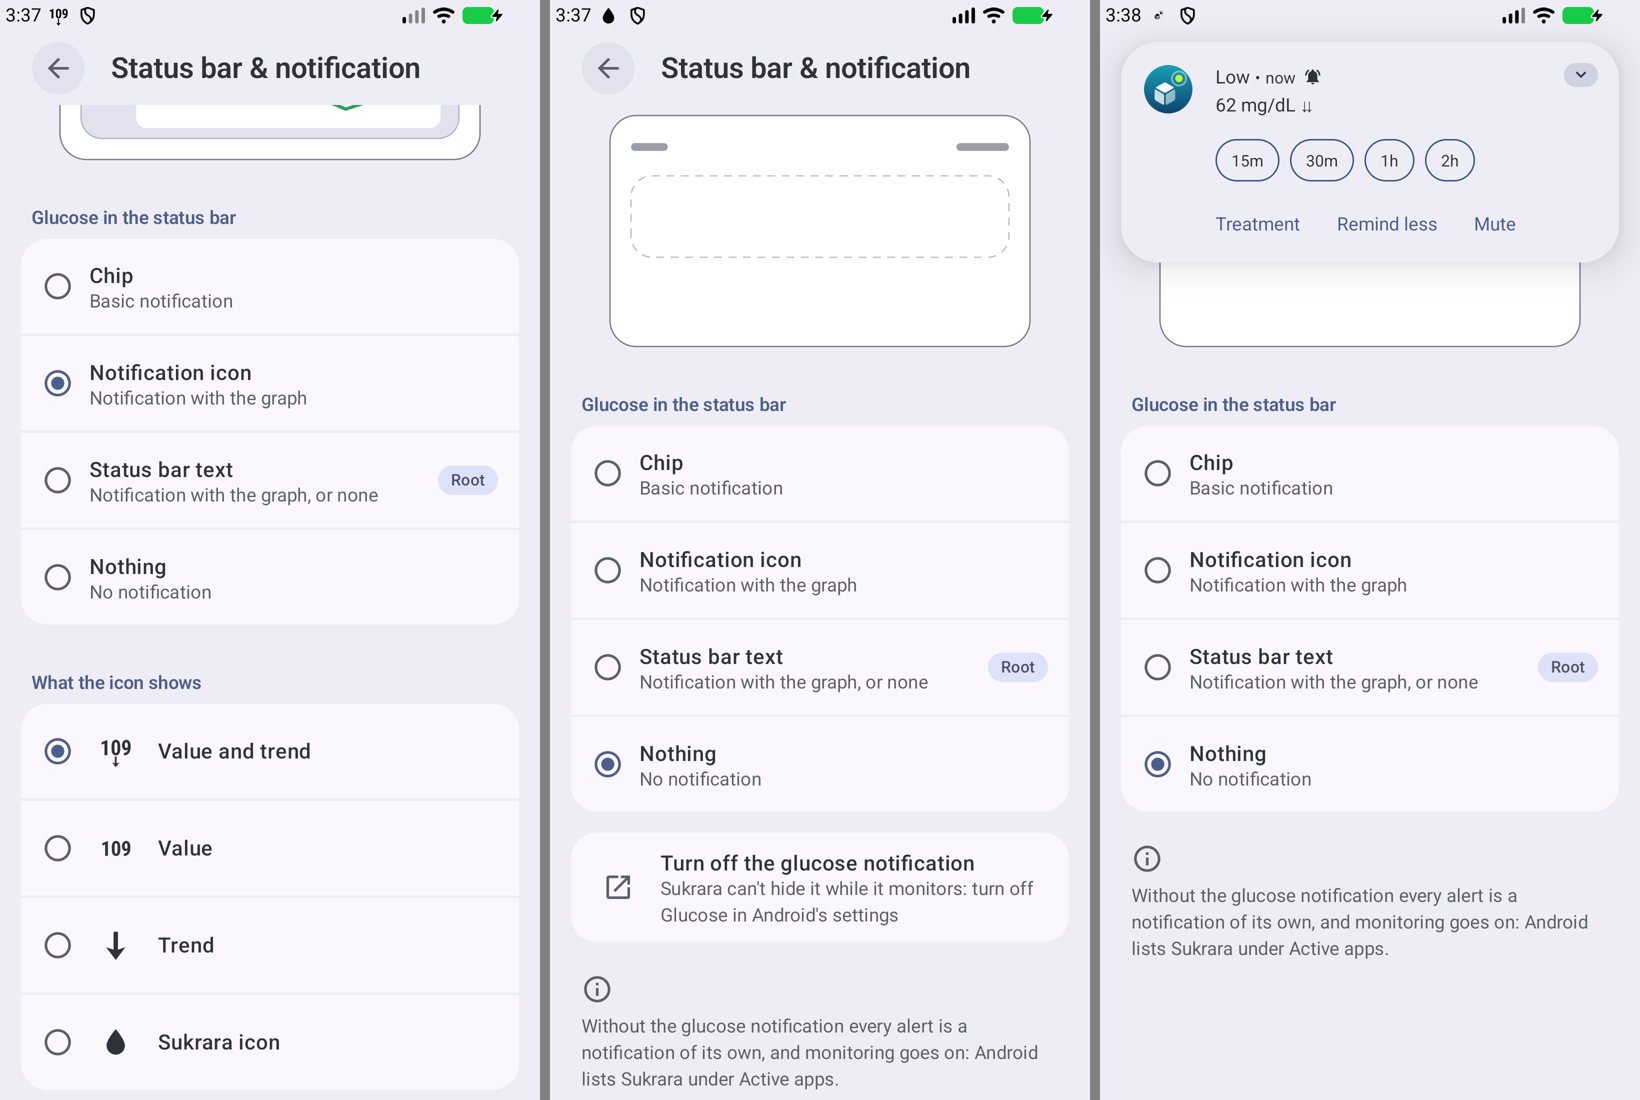 3:37 109
Status bar & notification
Glucose in the status bar
Chip
Basic notification
Notification icon
Notification with the graph
Status bar text
Notification with the graph, or none
Root
Nothing
No notification
What the icon shows
109 Value and trend
109 Value
Trend
Sukrara icon
3:37
Status bar & notification
Glucose in the status bar
Chip
Basic notification
Notification icon
Notification with the graph
Status bar text
Notification with the graph, or none
Root
Nothing
No notification
Turn off the glucose notification
Sukrara can't hide it while it monitors: turn off
Glucose in Android's settings
Without the glucose notification every alert is a
notification of its own, and monitoring goes on: Android
lists Sukrara under Active apps.
3:38
Low • now
62 mg/dL ↓↓
15m 30m 1h 2h
Treatment Remind less Mute
Glucose in the status bar
Chip
Basic notification
Notification icon
Notification with the graph
Status bar text
Notification with the graph, or none
Root
Nothing
No notification
Without the glucose notification every alert is a
notification of its own, and monitoring goes on: Android
lists Sukrara under Active apps.